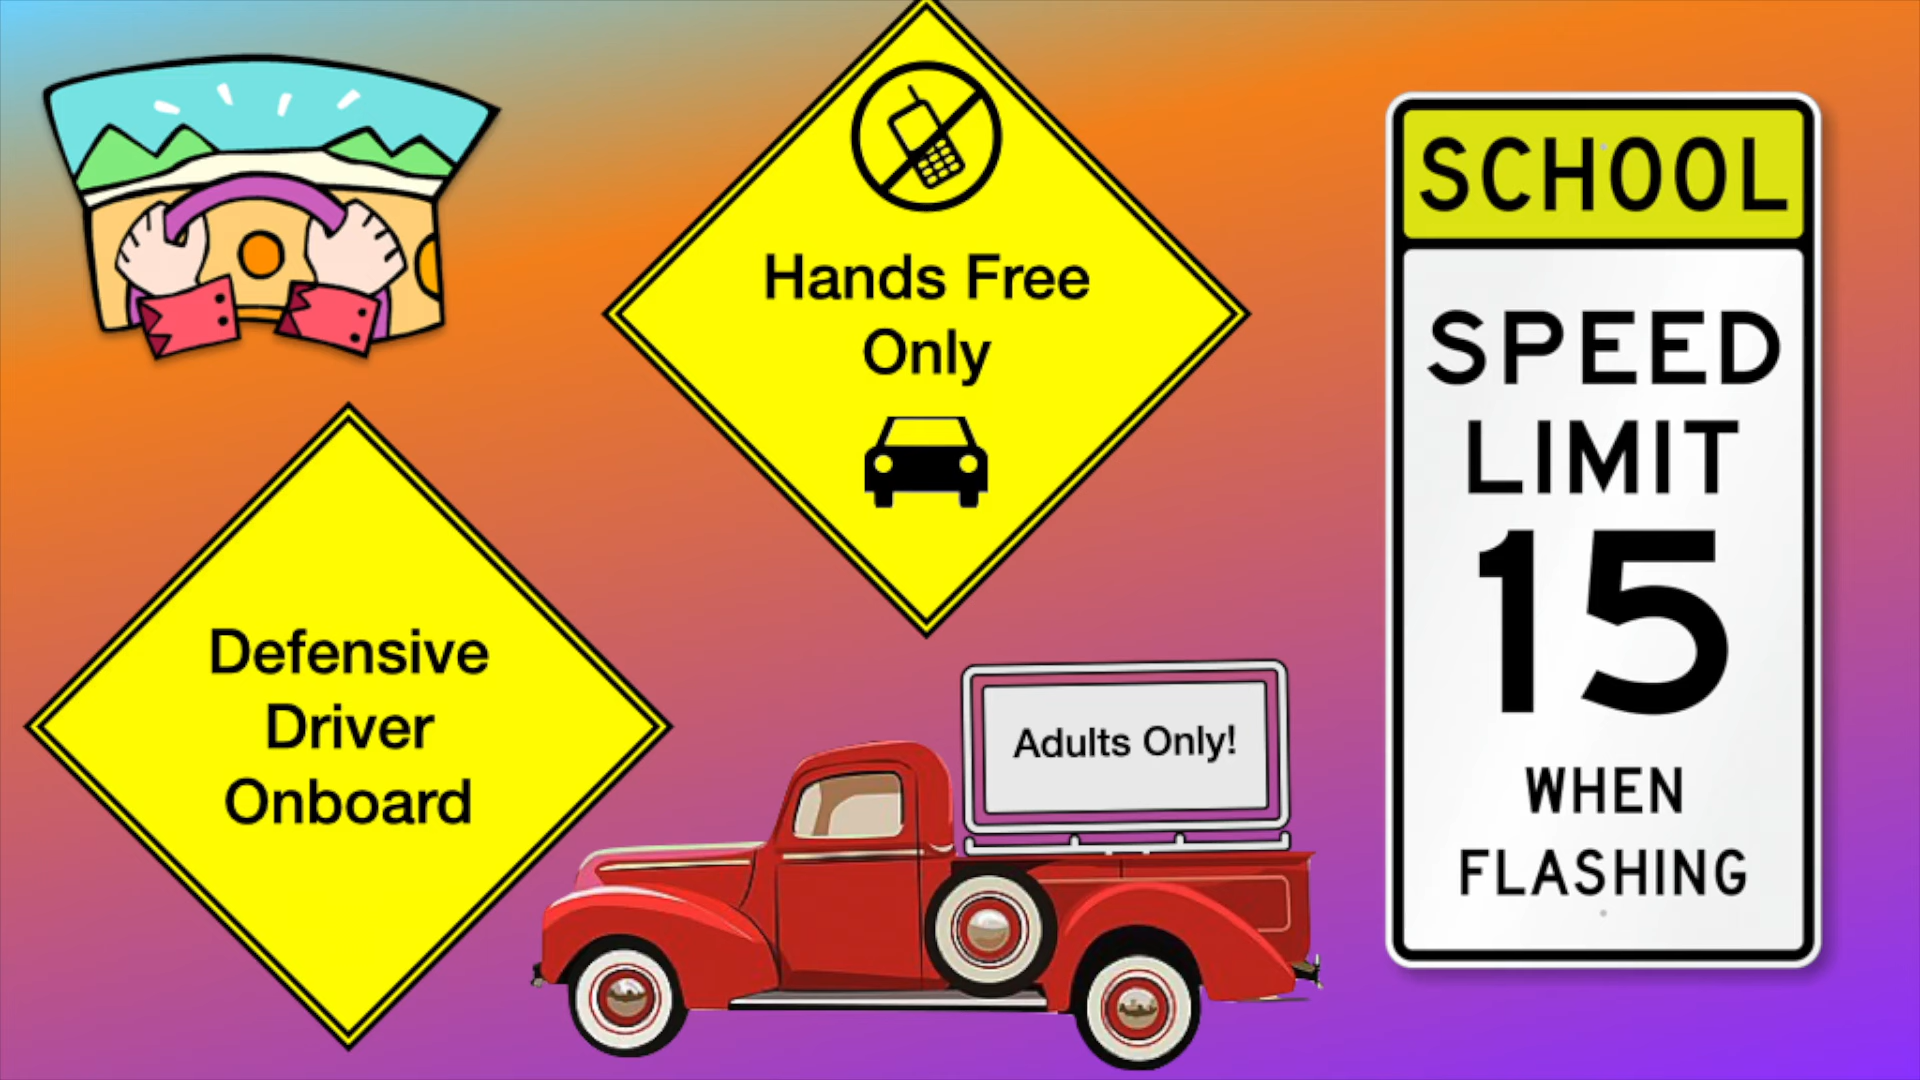 Hands Free
Only
SCHOOL
SPEED
LIMIT
15
WHEN
FLASHING
Defensive
Driver
Onboard
Adults Only!